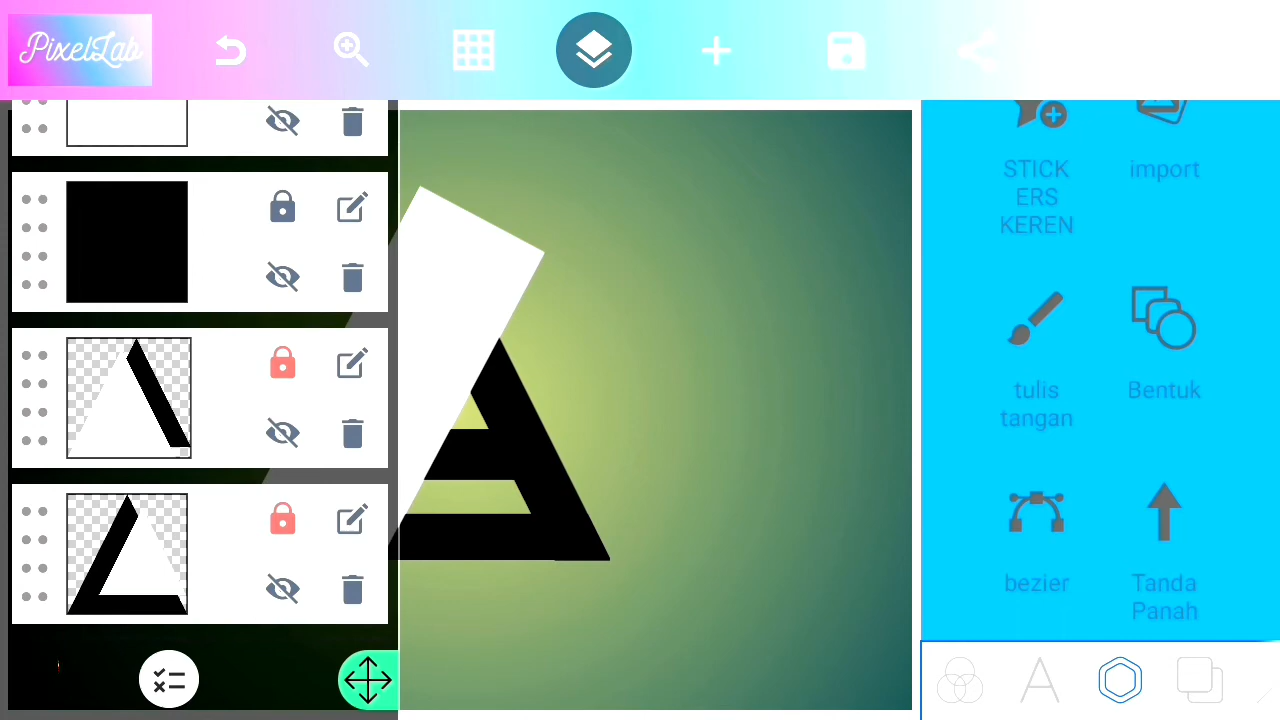 PixelLab
STICK
ERS
KEREN
import
tulis
tangan
Bentuk
bezier
Tanda
Panah